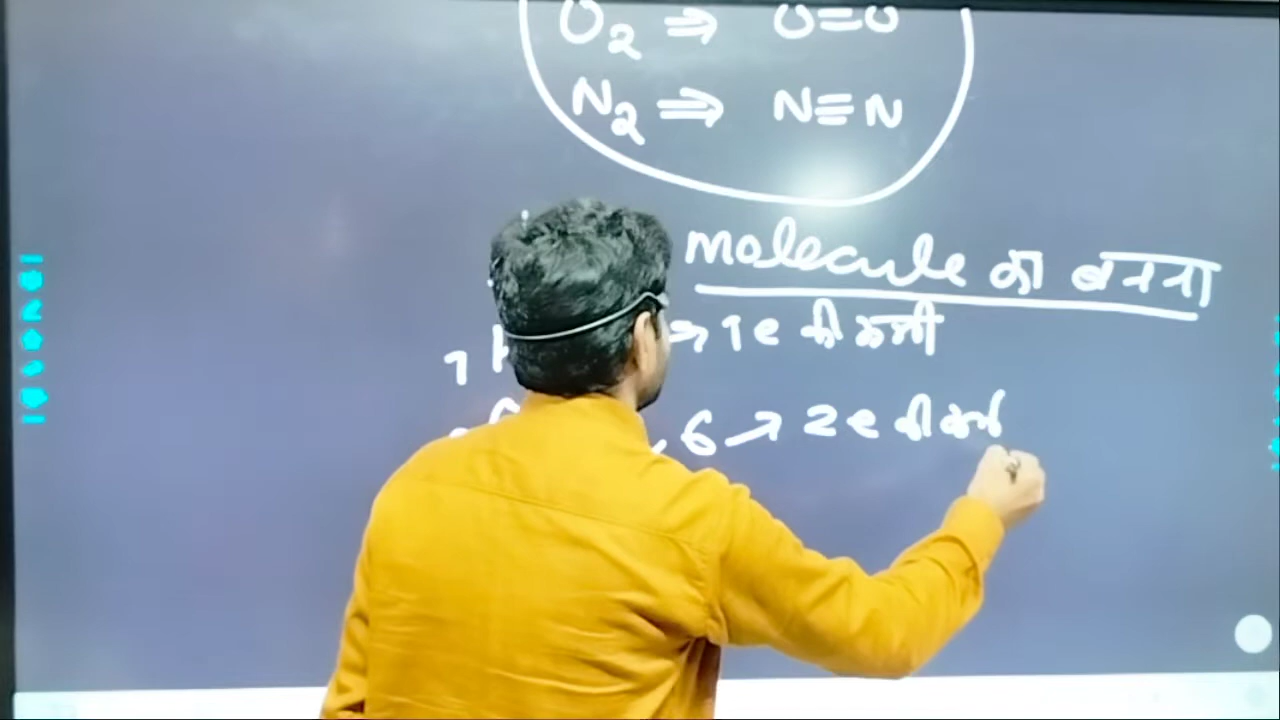 O₂ ⇒ O=O
N₂ ⇒ N≡N
molecule का बनना
1 H → 1e की कमी
, 6 → 2e की कमी